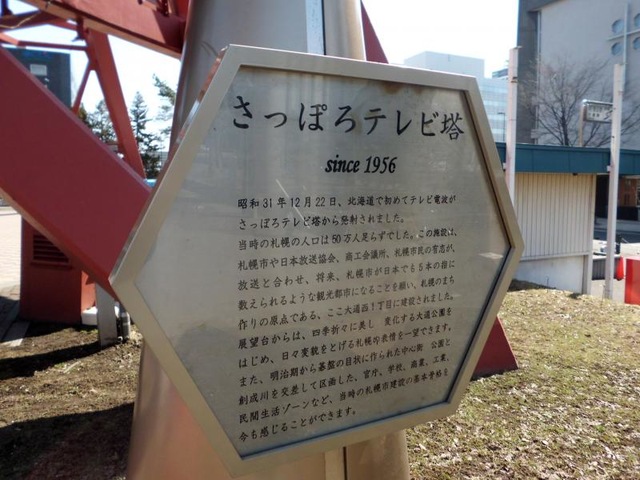 さっぽろテレビ塔
since 1956
昭和31年12月22日、北海道で初めてテレビ電波が
さっぽろテレビ塔から発射されました。
当時の札幌の人口は50万人足らずでした。この施設は、
札幌市や日本放送協会、商工会議所、札幌市民の有志が、
放送と合わせ、将来、札幌市が日本でも5本の指に
数えられるような観光都市になることを願い、札幌のまち
作りの原点である、ここ大通西1丁目に建設されました。
展望台からは、四季折々に美し 変化する大通公園を
はじめ、日々変貌をとげる札幌的表情を一望できます。
また、明治期から碁盤の目状に作られた中心街 公園と
創成川を交差して区画した、官庁、学校、商業、工業、
民間生活ゾーンなど、当時の札幌市建設の基本骨格を
今も感じることができます。